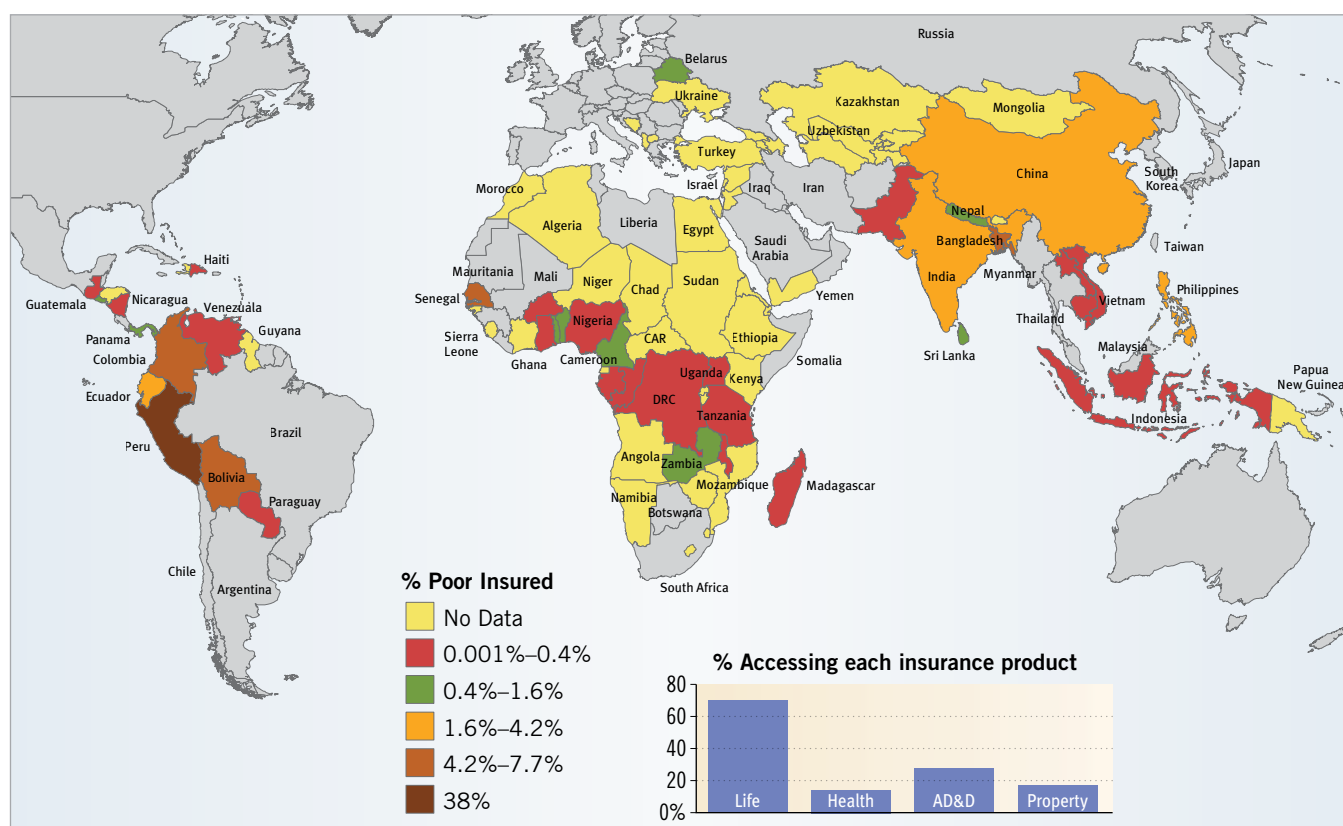 Russia
Belarus
Ukraine
Kazakhstan
Mongolia
Uzbekistan
Turkey
Japan
South
Korea
China
Morocco
Israel
Iraq
Iran
Algeria
Liberia
Egypt
Nepal
Saudi
Arabia
Bangladesh
Taiwan
Haiti
Mauritania
Mali
Niger
Chad
Sudan
India
Myanmar
Yemen
Guatemala
Nicaragua
Venezuala
Senegal
Nigeria
Vietnam
Philippines
Guyana
Thailand
Panama
Sierra
Leone
CAR
Ethiopia
Colombia
Ghana
Cameroon
Somalia
Sri Lanka
Malaysia
Papua
New Guinea
Ecuador
Uganda
Kenya
DRC
Tanzania
Indonesia
Brazil
Peru
Angola
Zambia
Bolivia
Mozambique
Madagascar
Namibia
Paraguay
Botswana
Chile
Argentina
South Africa
% Poor Insured
No Data
0.001%–0.4%
0.4%–1.6%
1.6%–4.2%
4.2%–7.7%
38%
% Accessing each insurance product
80
60
40
20
0%
Life
Health
AD&D
Property